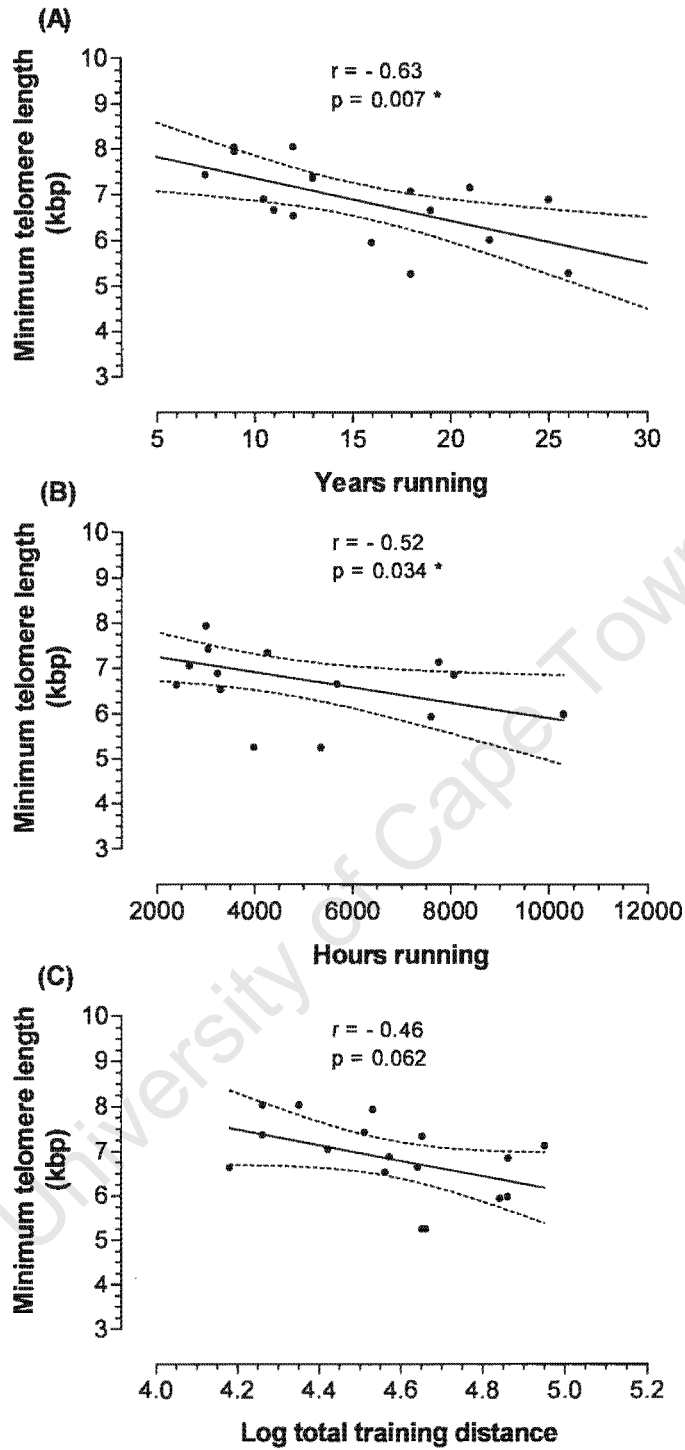 (A)
Minimum telomere length
(kbp)
10
9
8
7
6
5
4
3
r = - 0.63
p = 0.007 *
5 10 15 20 25 30
Years running
(B)
Minimum telomere length
(kbp)
10
9
8
7
6
5
4
3
r = - 0.52
p = 0.034 *
2000 4000 6000 8000 10000 12000
Hours running
(C)
Minimum telomere length
(kbp)
10
9
8
7
6
5
4
3
r = - 0.46
p = 0.062
4.0 4.2 4.4 4.6 4.8 5.0 5.2
Log total training distance
University of Cape Town